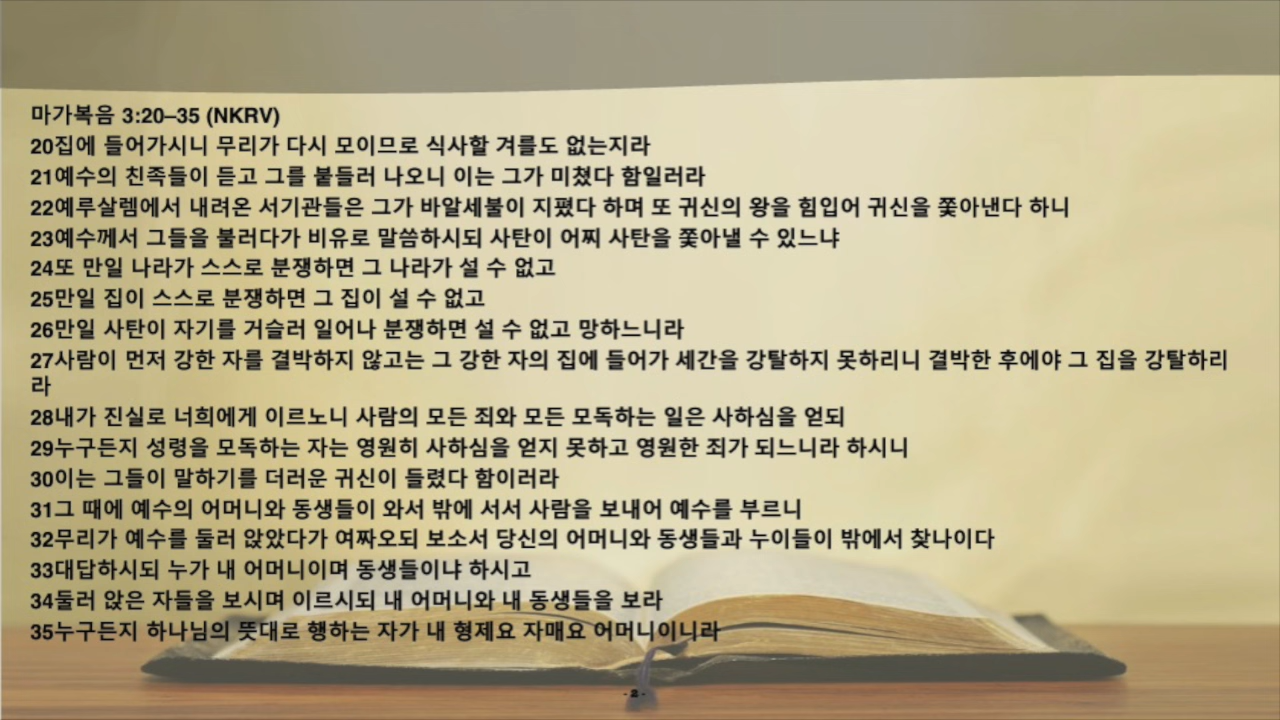 마가복음 3:20–35 (NKRV)
20집에 들어가시니 무리가 다시 모이므로 식사할 겨를도 없는지라
21예수의 친족들이 듣고 그를 붙들러 나오니 이는 그가 미쳤다 함일러라
22예루살렘에서 내려온 서기관들은 그가 바알세불이 지폈다 하며 또 귀신의 왕을 힘입어 귀신을 쫓아낸다 하니
23예수께서 그들을 불러다가 비유로 말씀하시되 사탄이 어찌 사탄을 쫓아낼 수 있느냐
24또 만일 나라가 스스로 분쟁하면 그 나라가 설 수 없고
25만일 집이 스스로 분쟁하면 그 집이 설 수 없고
26만일 사탄이 자기를 거슬러 일어나 분쟁하면 설 수 없고 망하느니라
27사람이 먼저 강한 자를 결박하지 않고는 그 강한 자의 집에 들어가 세간을 강탈하지 못하리니 결박한 후에야 그 집을 강탈하리
라
28내가 진실로 너희에게 이르노니 사람의 모든 죄와 모든 모독하는 일은 사하심을 얻되
29누구든지 성령을 모독하는 자는 영원히 사하심을 얻지 못하고 영원한 죄가 되느니라 하시니
30이는 그들이 말하기를 더러운 귀신이 들렸다 함이러라
31그 때에 예수의 어머니와 동생들이 와서 밖에 서서 사람을 보내어 예수를 부르니
32무리가 예수를 둘러 앉았다가 여짜오되 보소서 당신의 어머니와 동생들과 누이들이 밖에서 찾나이다
33대답하시되 누가 내 어머니이며 동생들이냐 하시고
34둘러 앉은 자들을 보시며 이르시되 내 어머니와 내 동생들을 보라
35누구든지 하나님의 뜻대로 행하는 자가 내 형제요 자매요 어머니이니라
- 2 -